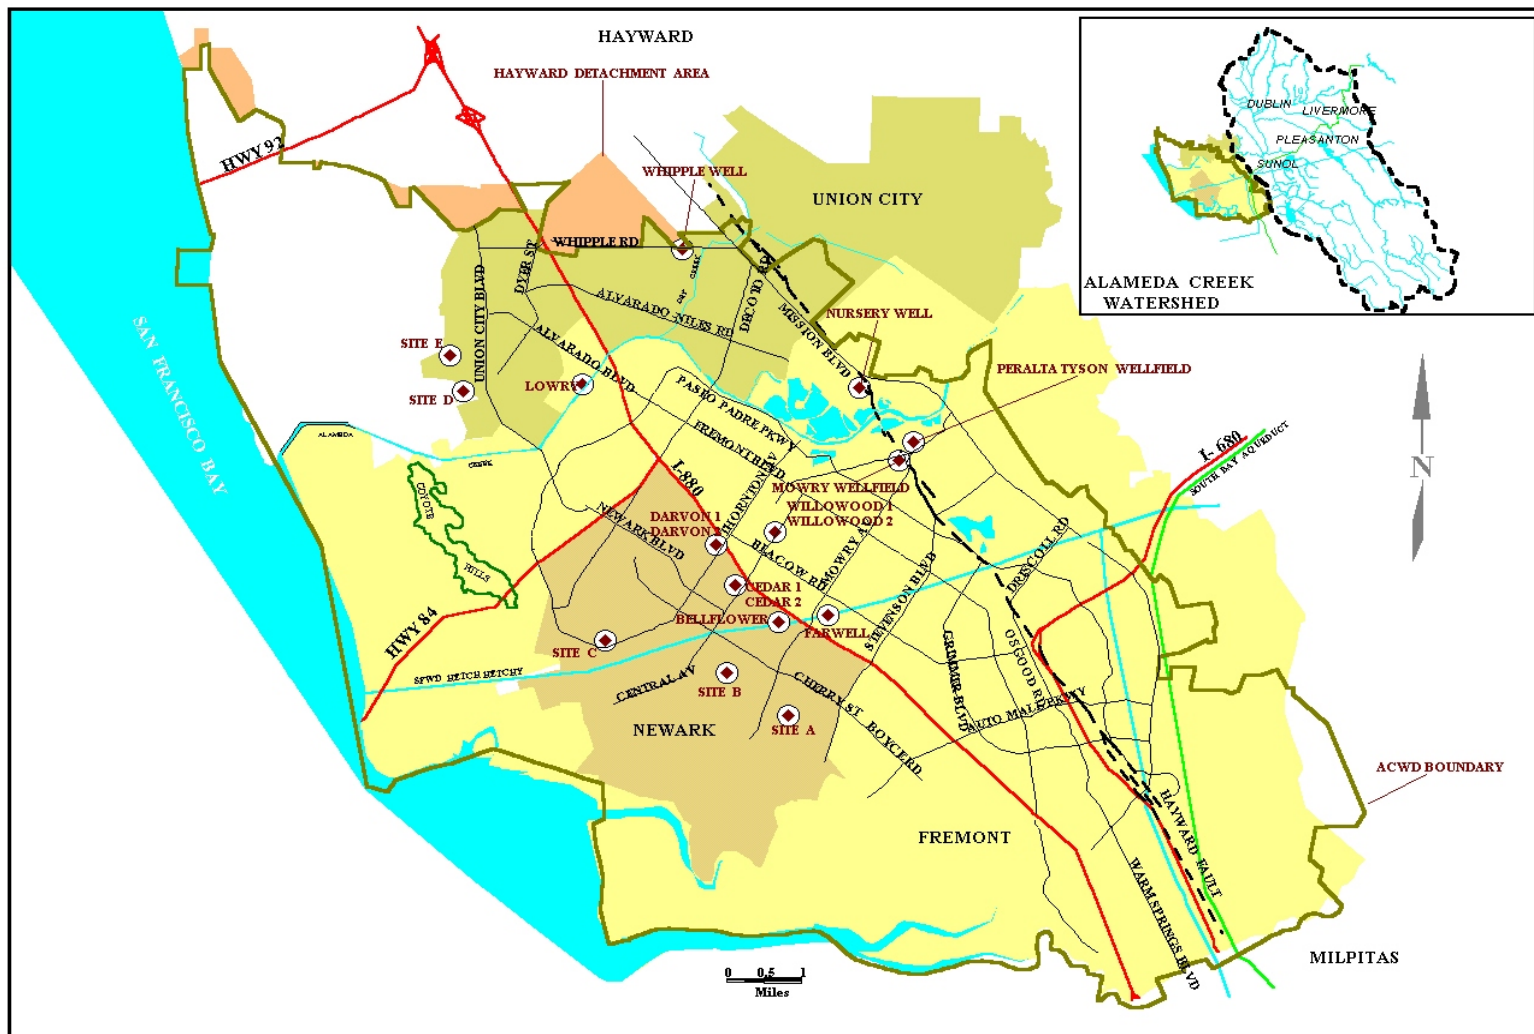 HAYWARD
HAYWARD DETACHMENT AREA
HWY 92
WHIPPLE WELL
UNION CITY
DUBLIN
LIVERMORE
PLEASANTON
SUNOL
ALAMEDA CREEK
WATERSHED
WHIPPLE RD
DYER ST
UNION CITY BLVD
DRY CREEK
DECOTO RD
ALVARADO-NILES RD
MISSION BLVD
NURSERY WELL
SAN FRANCISCO BAY
SITE E
SITE D
LOWRY
ALVARADO BLVD
PASEO PADRE PKWY
FREMONT BLVD
PERALTA TYSON WELLFIELD
ALAMEDA
CREEK
I-880
THORNTON AV
MOWRY WELLFIELD
I-680
SOUTH BAY AQUEDUCT
N
COYOTE
HILLS
NEWARK BLVD
DARVON 1
DARVON 2
WILLOWOOD 1
WILLOWOOD 2
BEACOW RD
MOWRY AV
STEVENSON BLVD
DRISCOLL RD
CEDAR 1
CEDAR 2
BELLFLOWER
FARWELL
HWY 84
SITE C
SFWD HETCH HETCHY
CENTRAL AV
SITE B
CHERRY ST
BOYCE RD
SITE A
GRIMMER BLVD
OSGOOD RD
AUTO MALL PKWY
NEWARK
ACWD BOUNDARY
FREMONT
HAYWARD FAULT
WARM SPRINGS BLVD
MILPITAS
0 0.5 1
Miles